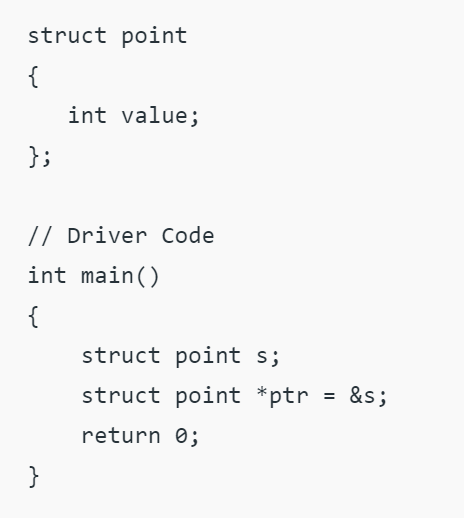 struct point
{
   int value;
};

// Driver Code
int main()
{
    struct point s;
    struct point *ptr = &s;
    return 0;
}